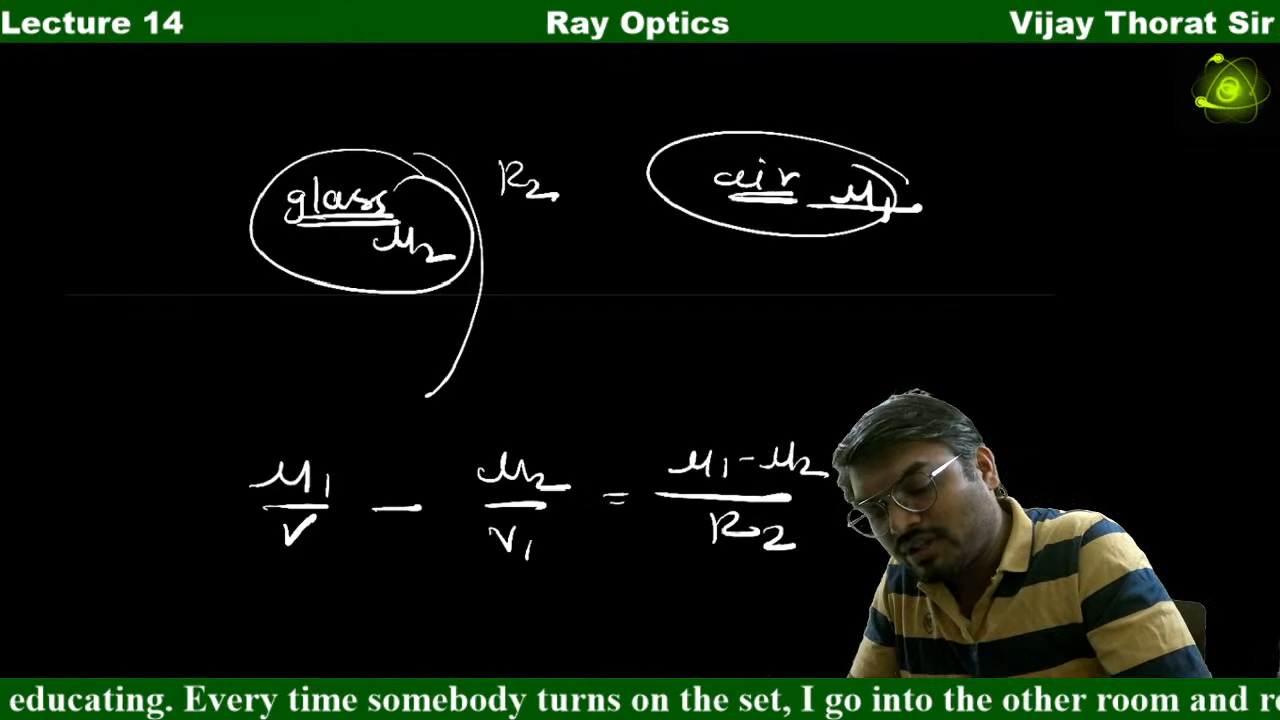 Lecture 14 Ray Optics Vijay Thorat Sir
glass μ2 R2 air μ1
μ1/v - μ2/v1 = μ1-μ2/R2
educating. Every time somebody turns on the set, I go into the other room and